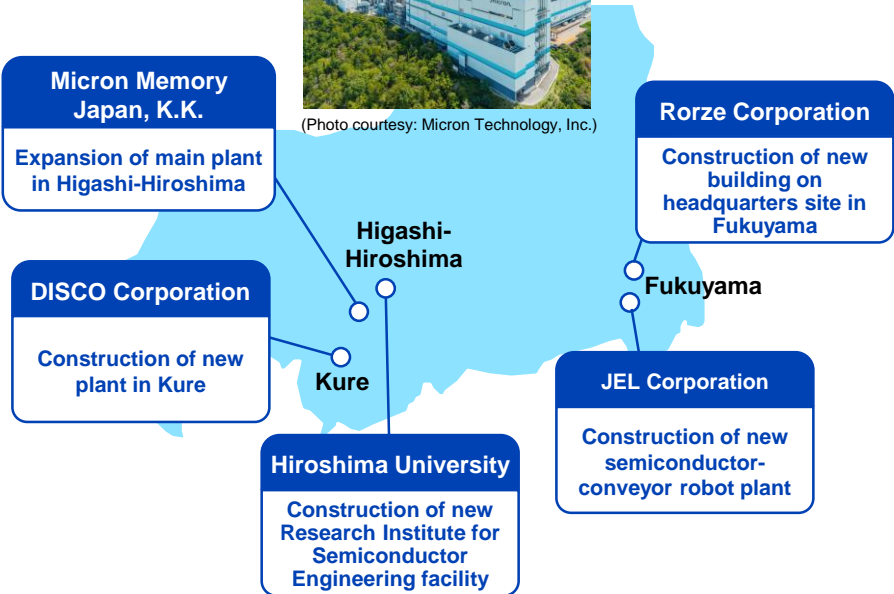 Micron Memory
Japan, K.K.
Expansion of main plant
in Higashi-Hiroshima
(Photo courtesy: Micron Technology, Inc.)
Rorze Corporation
Construction of new
building on
headquarters site in
Fukuyama
Higashi-
Hiroshima
Fukuyama
DISCO Corporation
Construction of new
plant in Kure
Kure
JEL Corporation
Construction of new
semiconductor-
conveyor robot plant
Hiroshima University
Construction of new
Research Institute for
Semiconductor
Engineering facility